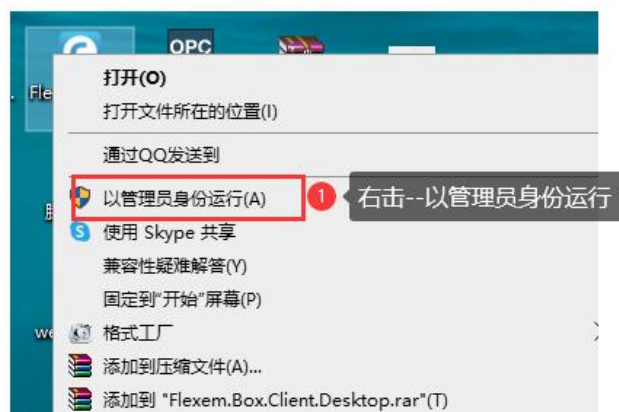 OPC
Fle
打开(O)
打开文件所在的位置(I)
通过QQ发送到
以管理员身份运行(A)
1 右击--以管理员身份运行
使用 Skype 共享
兼容性疑难解答(Y)
固定到"开始"屏幕(P)
we
格式工厂
添加到压缩文件(A)...
添加到 "Flexem.Box.Client.Desktop.rar"(T)